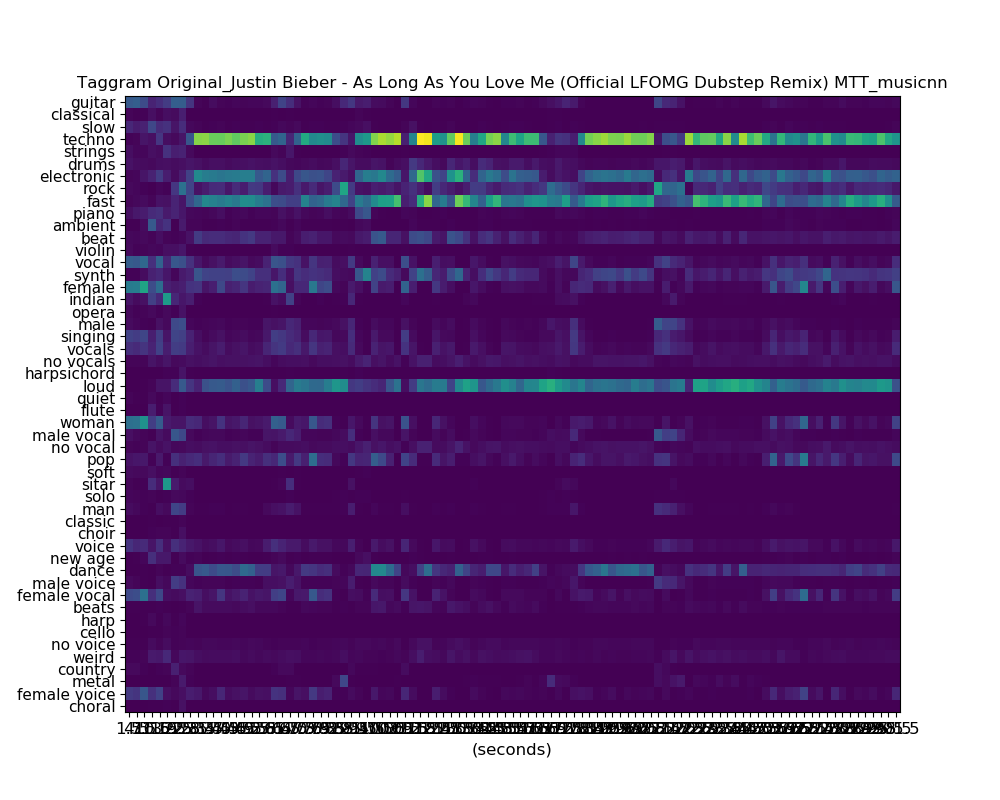 Taggram Original_Justin Bieber - As Long As You Love Me (Official LFOMG Dubstep Remix) MTT_musicnn
guitar
classical
slow
techno
strings
drums
electronic
rock
fast
piano
ambient
beat
violin
vocal
synth
female
indian
opera
male
singing
vocals
no vocals
harpsichord
loud
quiet
flute
woman
male vocal
no vocal
pop
soft
sitar
solo
man
classic
choir
voice
new age
dance
male voice
female vocal
beats
harp
cello
no voice
weird
country
metal
female voice
choral
(seconds)